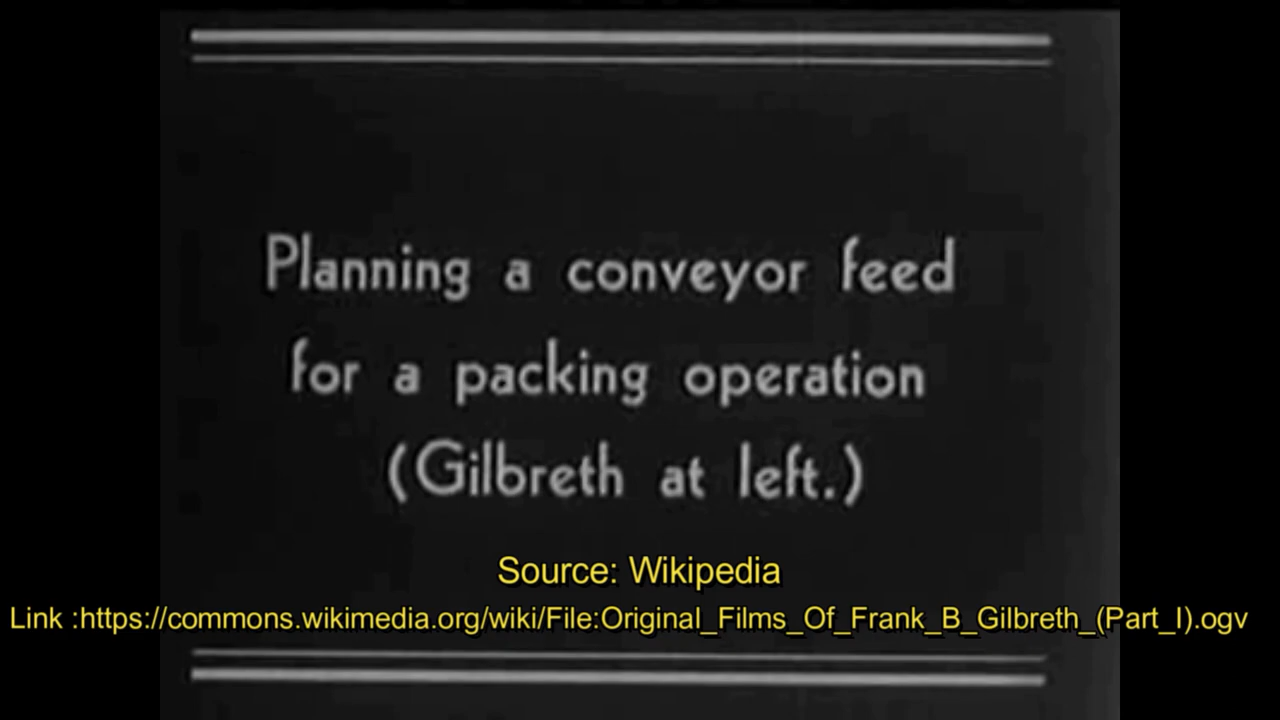 Planning a conveyor feed
for a packing operation
(Gilbreth at left.)
Source: Wikipedia
Link :https://commons.wikimedia.org/wiki/File:Original_Films_Of_Frank_B_Gilbreth_(Part_I).ogv